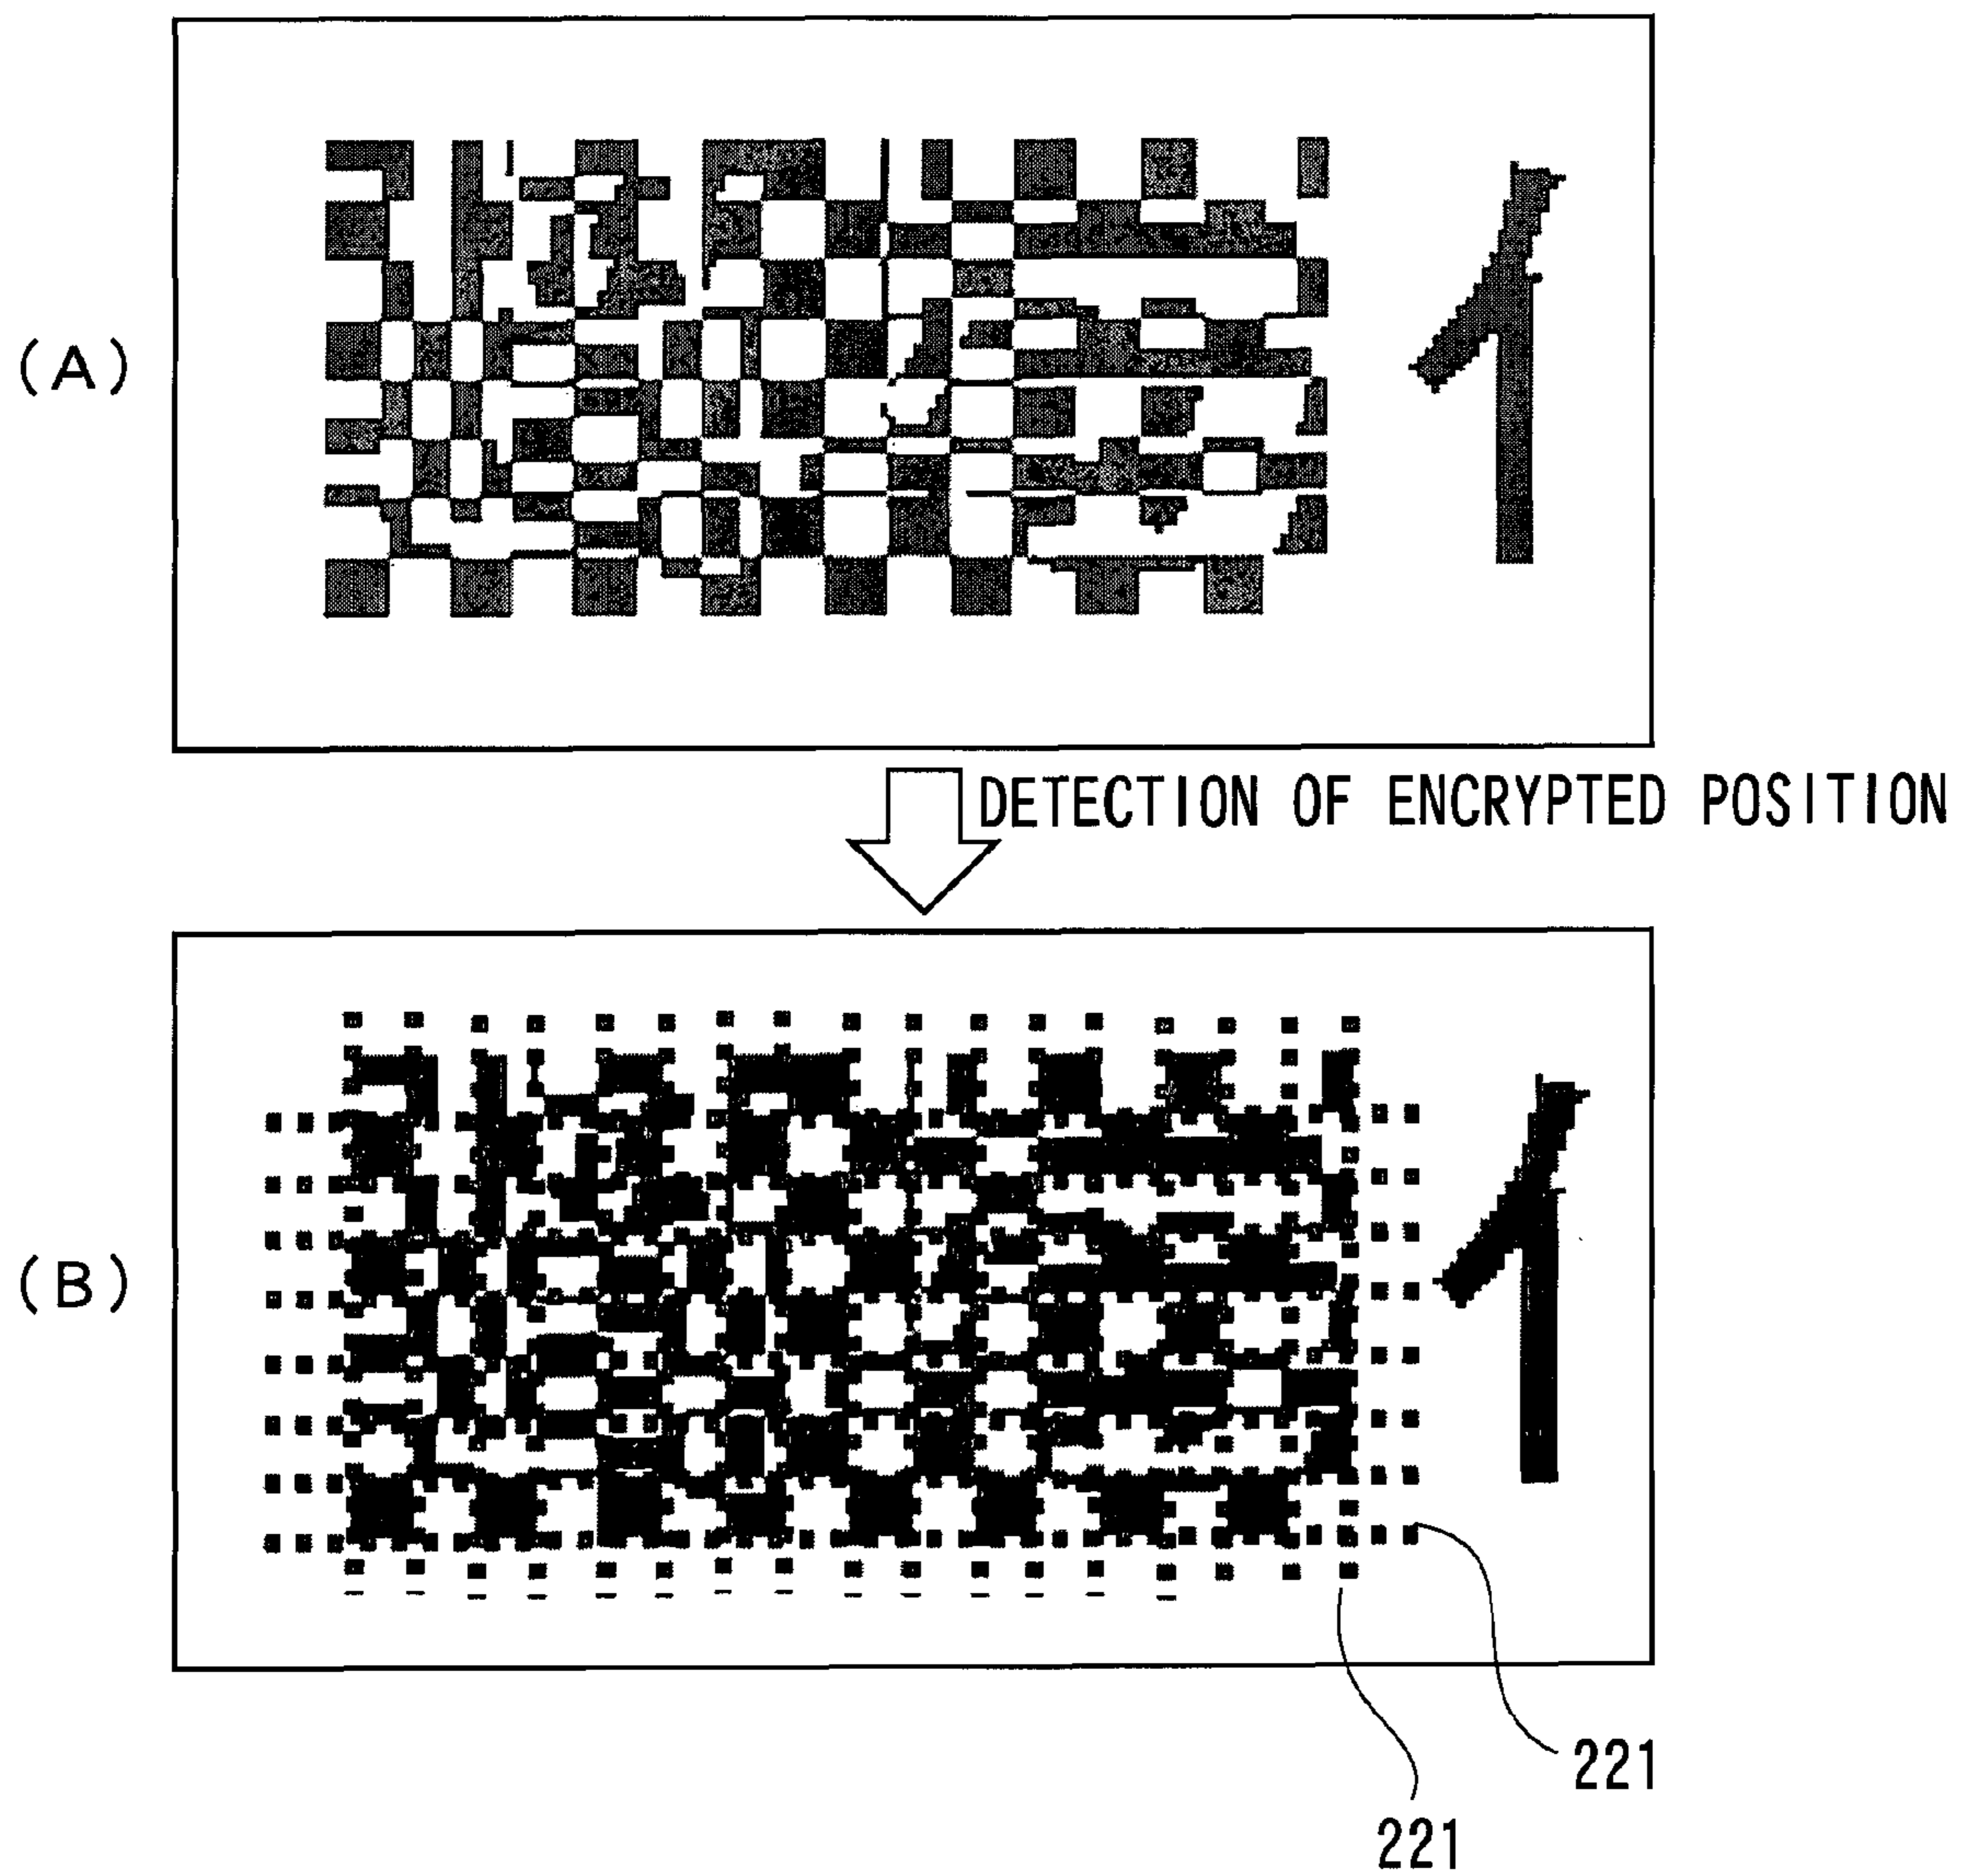 (A)
1
DETECTION OF ENCRYPTED POSITION
(B)
1
221
221